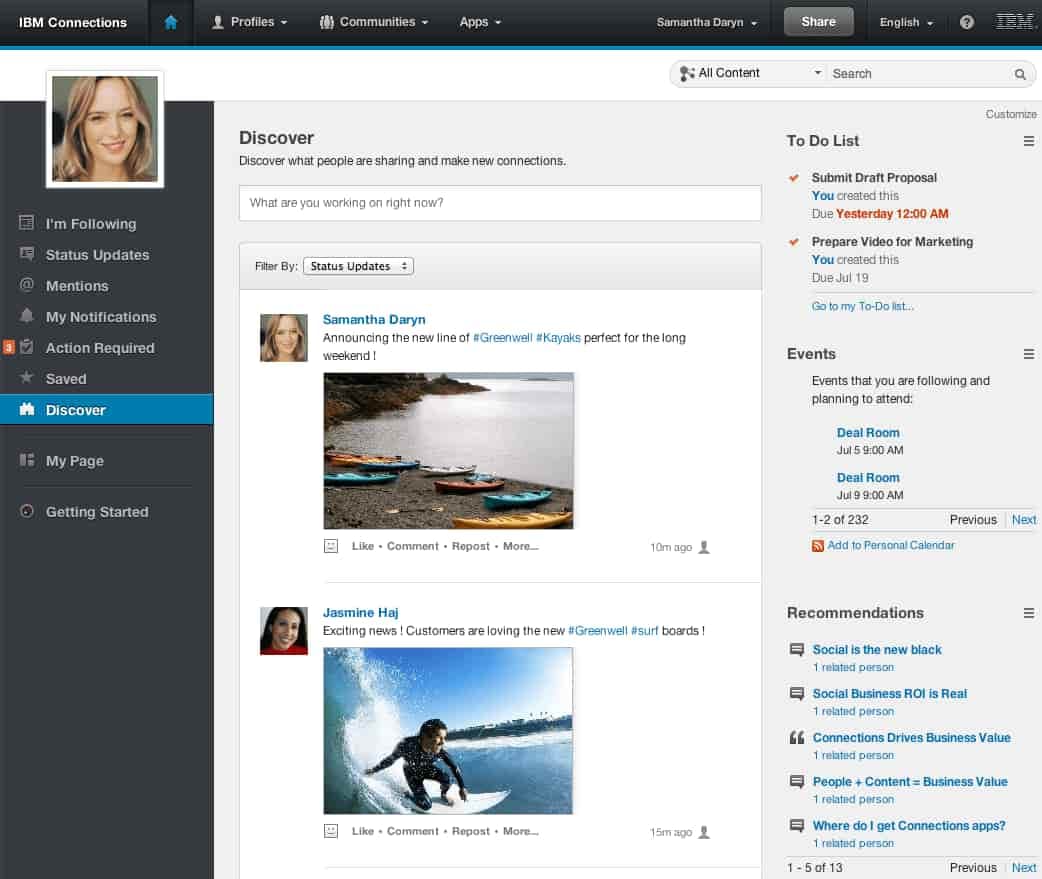 IBM Connections
Profiles
Communities
Apps
Samantha Daryn
Share
English
?
IBM
All Content
Search
Customize
I'm Following
Status Updates
@ Mentions
My Notifications
3 Action Required
Saved
Discover
My Page
Getting Started
Discover
Discover what people are sharing and make new connections.
What are you working on right now?
Filter By: Status Updates
Samantha Daryn
Announcing the new line of #Greenwell #Kayaks perfect for the long
weekend !
Like • Comment • Repost • More...
10m ago
Jasmine Haj
Exciting news ! Customers are loving the new #Greenwell #surf boards !
Like • Comment • Repost • More...
15m ago
To Do List
Submit Draft Proposal
You created this
Due Yesterday 12:00 AM
Prepare Video for Marketing
You created this
Due Jul 19
Go to my To-Do list...
Events
Events that you are following and
planning to attend:
Deal Room
Jul 5 9:00 AM
Deal Room
Jul 9 9:00 AM
1-2 of 232
Previous
Next
Add to Personal Calendar
Recommendations
Social is the new black
1 related person
Social Business ROI is Real
1 related person
Connections Drives Business Value
1 related person
People + Content = Business Value
1 related person
Where do I get Connections apps?
1 related person
1 - 5 of 13
Previous
Next